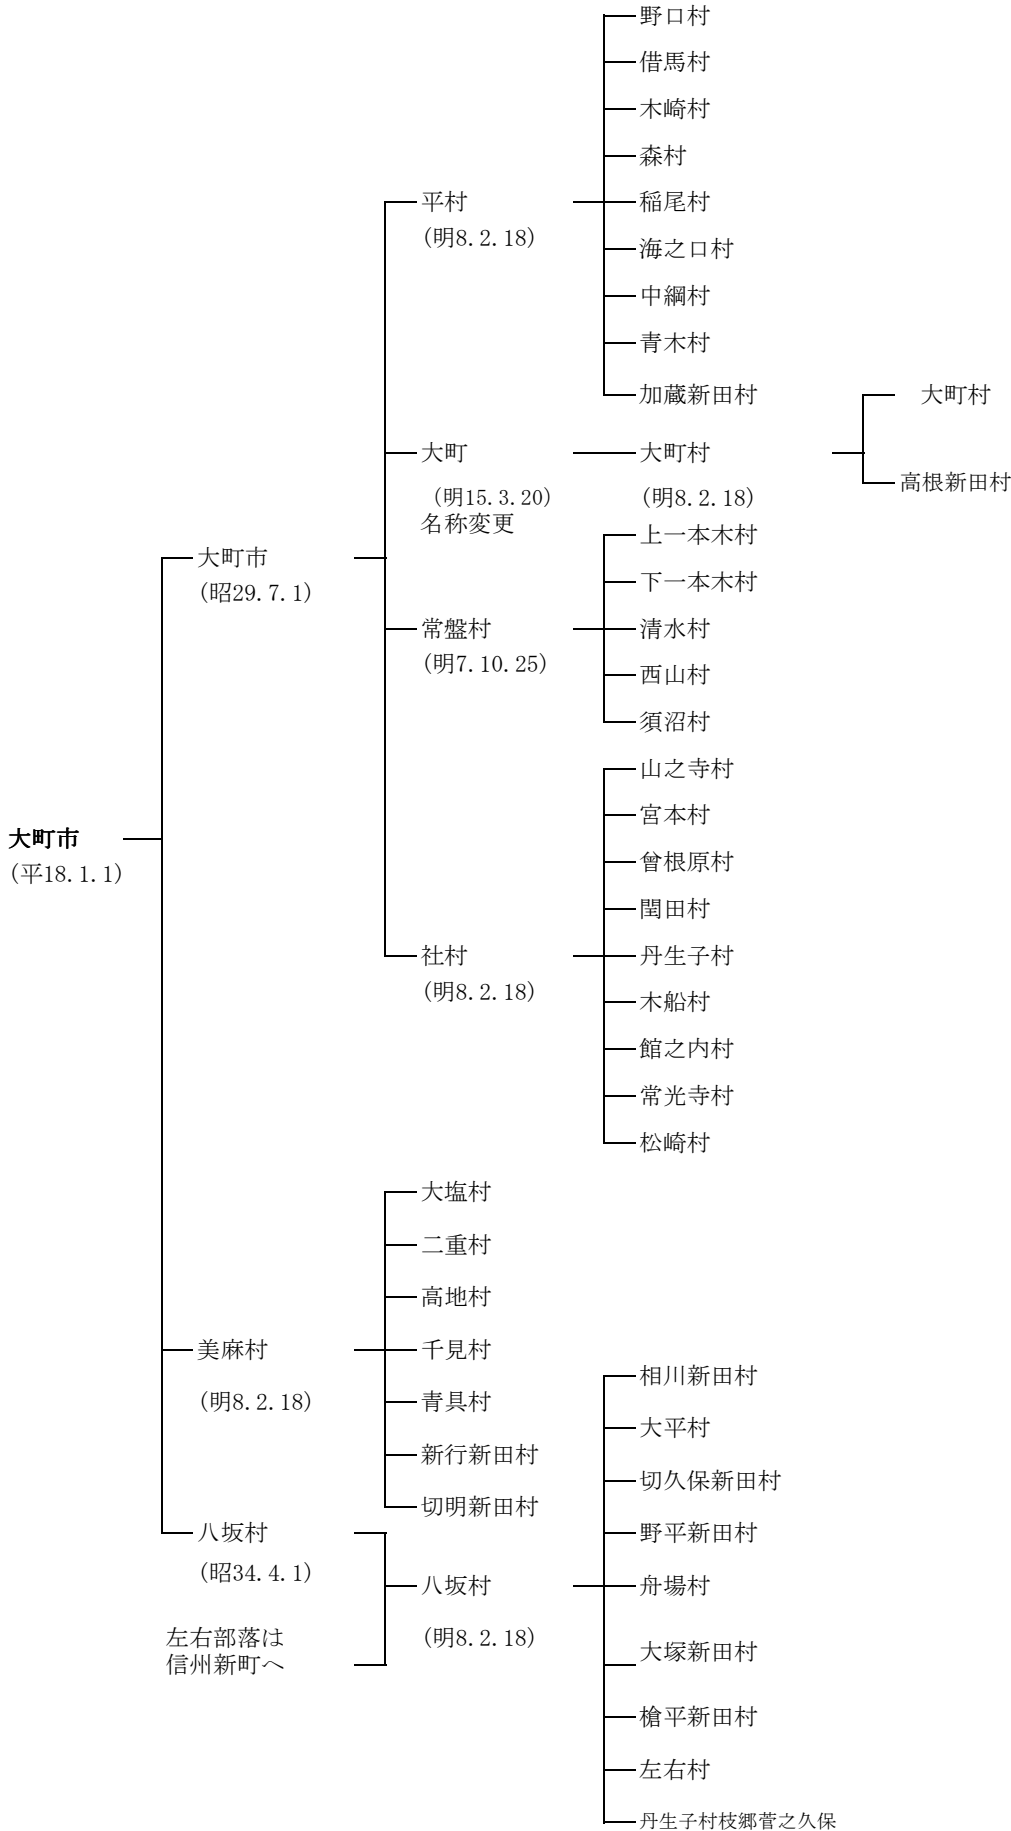 野口村
借馬村
木崎村
森村
平村
稲尾村
(明8.2.18)
海之口村
中綱村
青木村
加蔵新田村
大町村
大町
大町村
高根新田村
(明15.3.20)
名称変更
(明8.2.18)
上一本木村
大町市
(昭29.7.1)
下一本木村
常盤村
清水村
(明7.10.25)
西山村
須沼村
山之寺村
宮本村
大町市
(平18.1.1)
曾根原村
閏田村
社村
丹生子村
(明8.2.18)
木船村
館之内村
常光寺村
松崎村
大塩村
二重村
高地村
美麻村
千見村
(明8.2.18)
青具村
新行新田村
切明新田村
相川新田村
大平村
切久保新田村
八坂村
野平新田村
(昭34.4.1)
八坂村
舟場村
左右部落は
信州新町へ
(明8.2.18)
大塚新田村
槍平新田村
左右村
丹生子村枝郷菅之久保